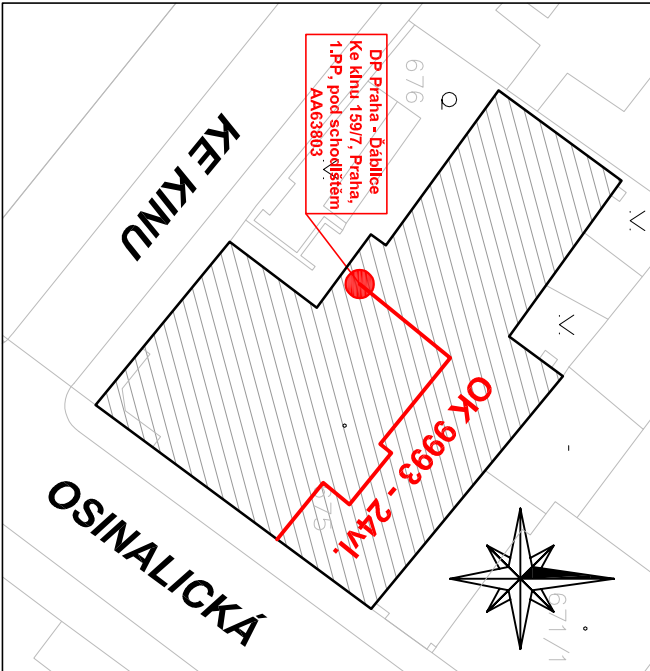 DP Praha - Ďáblice
Ke kinu 159/7, Praha,
1.PP, pod schodištěm
AA63803
676
KE KINU
OK 9993 - 24vl.
175
OSINALICKÁ
671/1